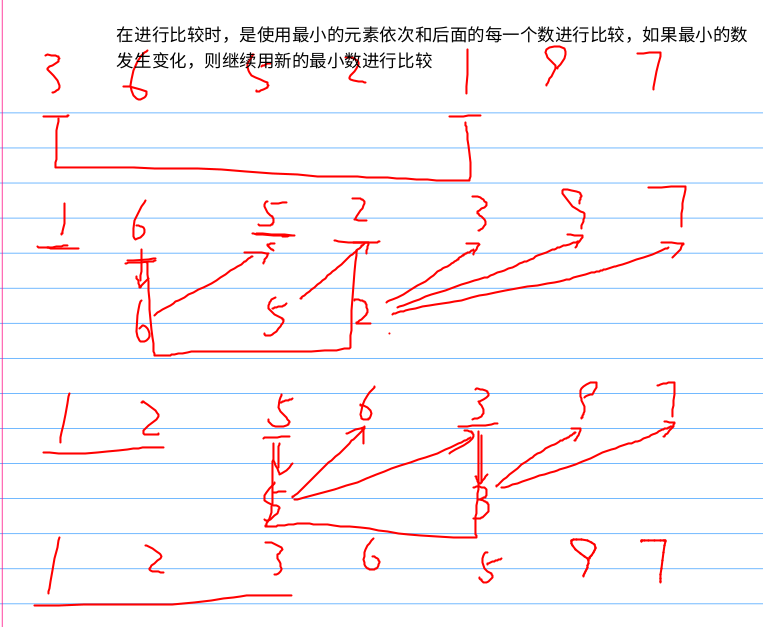 在进行比较时，是使用最小的元素依次和后面的每一个数进行比较，如果最小的数
发生变化，则继续用新的最小数进行比较
3 6 5 2 1 9 7
1 6 5 2 3 9 7
6 5 2
1 2 5 6 3 9 7
5 3
1 2 3 6 5 9 7